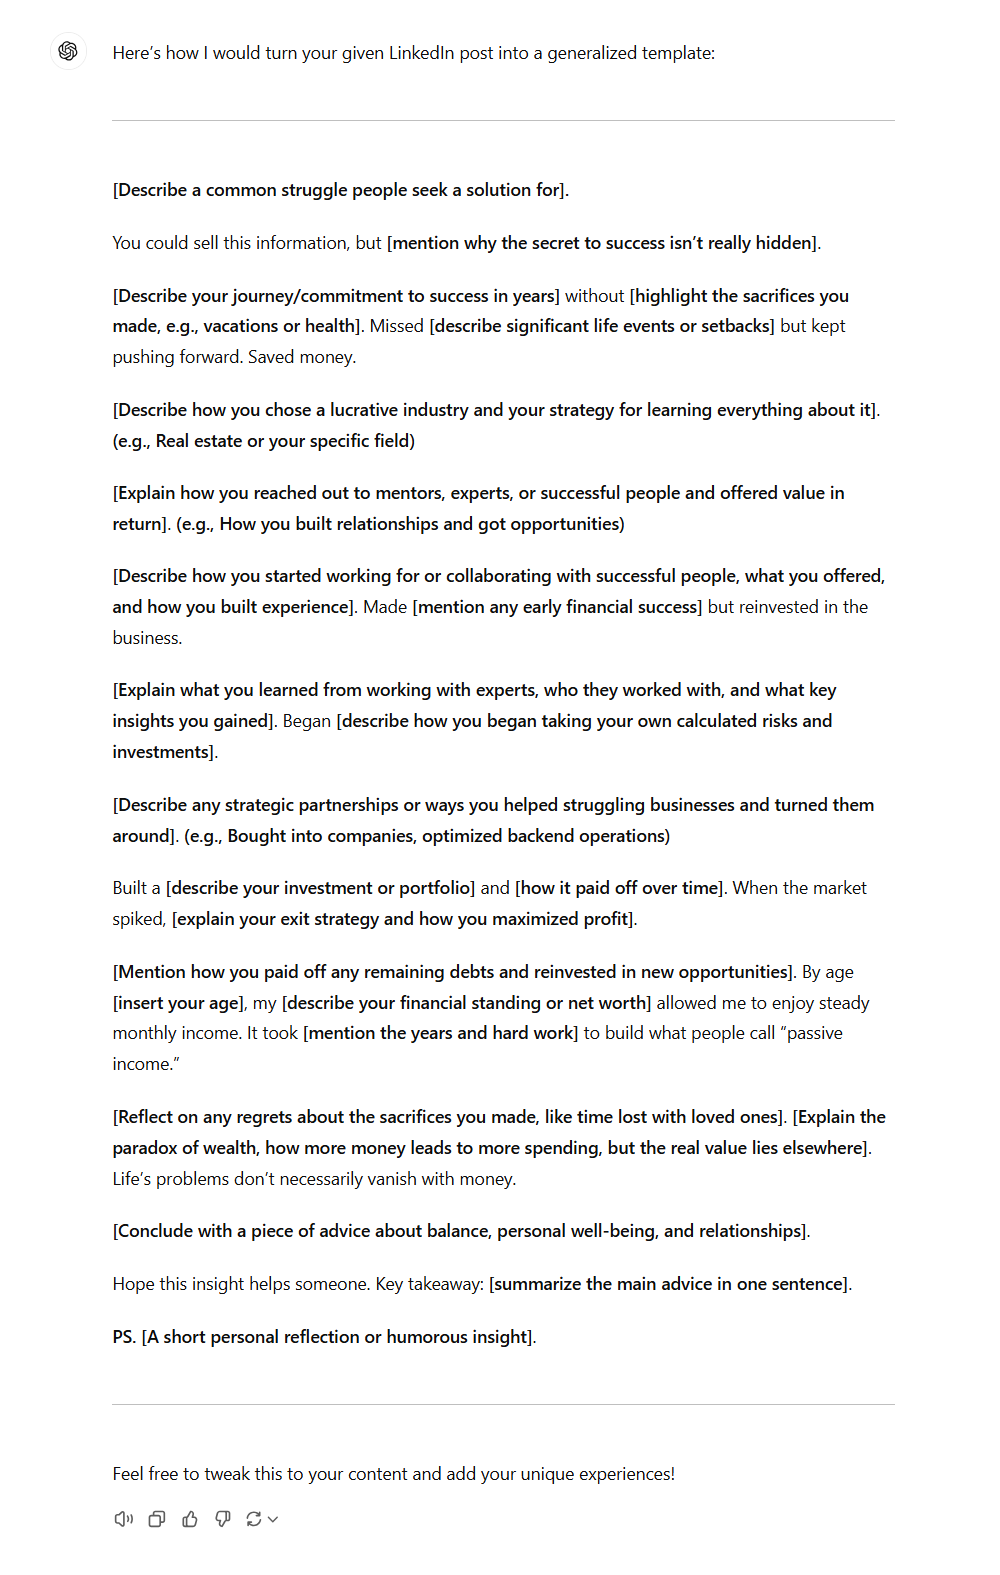 Here's how I would turn your given LinkedIn post into a generalized template:
[Describe a common struggle people seek a solution for].
You could sell this information, but [mention why the secret to success isn't really hidden].
[Describe your journey/commitment to success in years] without [highlight the sacrifices you
made, e.g., vacations or health]. Missed [describe significant life events or setbacks] but kept
pushing forward. Saved money.
[Describe how you chose a lucrative industry and your strategy for learning everything about it].
(e.g., Real estate or your specific field)
[Explain how you reached out to mentors, experts, or successful people and offered value in
return]. (e.g., How you built relationships and got opportunities)
[Describe how you started working for or collaborating with successful people, what you offered,
and how you built experience]. Made [mention any early financial success] but reinvested in the
business.
[Explain what you learned from working with experts, who they worked with, and what key
insights you gained]. Began [describe how you began taking your own calculated risks and
investments].
[Describe any strategic partnerships or ways you helped struggling businesses and turned them
around]. (e.g., Bought into companies, optimized backend operations)
Built a [describe your investment or portfolio] and [how it paid off over time]. When the market
spiked, [explain your exit strategy and how you maximized profit].
[Mention how you paid off any remaining debts and reinvested in new opportunities]. By age
[insert your age], my [describe your financial standing or net worth] allowed me to enjoy steady
monthly income. It took [mention the years and hard work] to build what people call "passive
income."
[Reflect on any regrets about the sacrifices you made, like time lost with loved ones]. [Explain the
paradox of wealth, how more money leads to more spending, but the real value lies elsewhere].
Life's problems don't necessarily vanish with money.
[Conclude with a piece of advice about balance, personal well-being, and relationships].
Hope this insight helps someone. Key takeaway: [summarize the main advice in one sentence].
PS. [A short personal reflection or humorous insight].
Feel free to tweak this to your content and add your unique experiences!